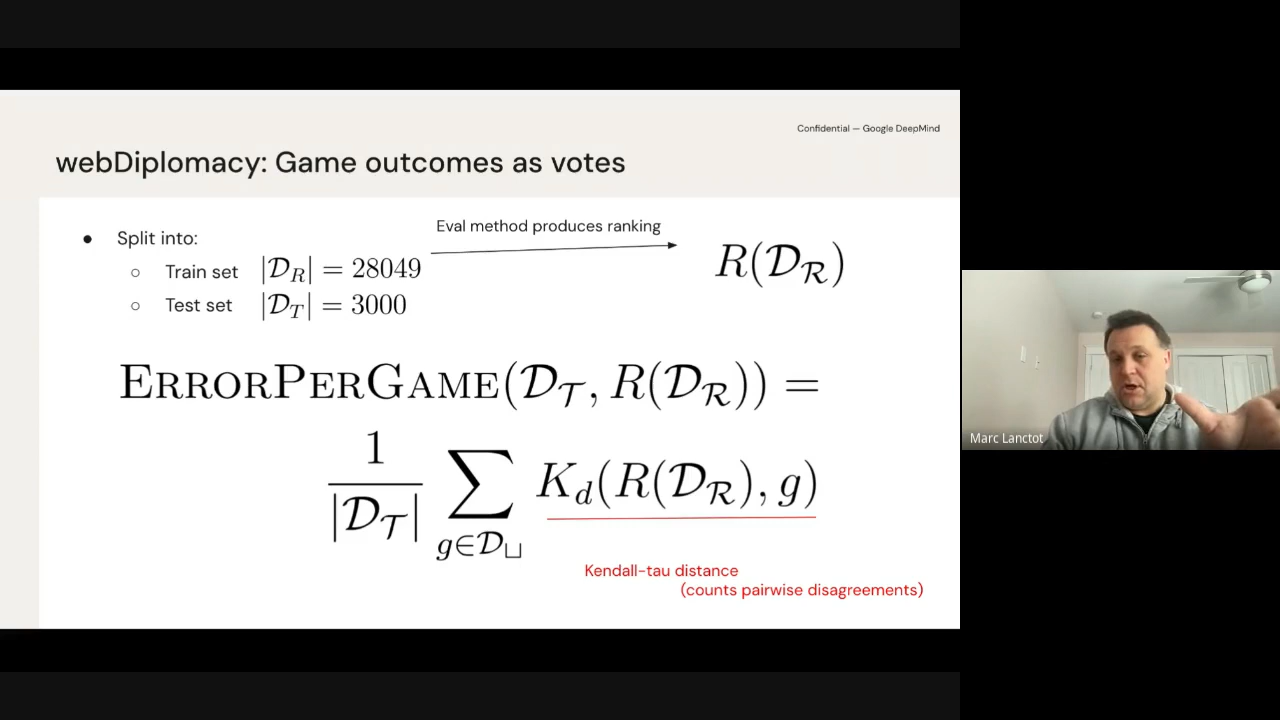 Confidential — Google DeepMind
webDiplomacy: Game outcomes as votes
● Split into:
Eval method produces ranking
○ Train set |𝒟_R| = 28049
R(𝒟_ℛ)
○ Test set |𝒟_T| = 3000
ERRORPERGAME(𝒟_𝒯, R(𝒟_ℛ)) =
1/|𝒟_𝒯| ∑_{g∈𝒟_⊔} K_d(R(𝒟_ℛ), g)
Kendall-tau distance
(counts pairwise disagreements)
Marc Lanctot